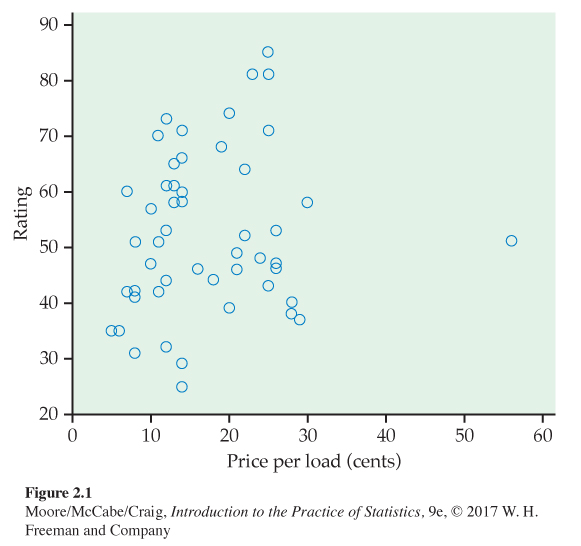 90
80
70
60
50
40
30
20
Rating
0 10 20 30 40 50 60
Price per load (cents)
Figure 2.1
Moore/McCabe/Craig, Introduction to the Practice of Statistics, 9e, © 2017 W. H.
Freeman and Company